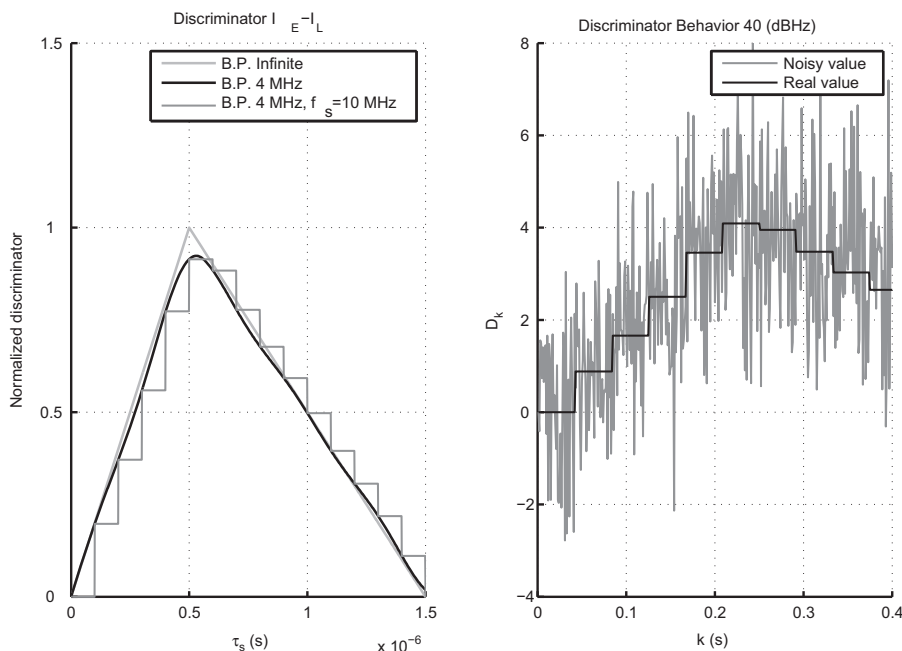 Discriminator I E−I L
1.5
B.P. Infinite
B.P. 4 MHz
B.P. 4 MHz, f s=10 MHz
1
0.5
0
Normalized discriminator
0
0.5
1
1.5
τs (s)
x 10−6
Discriminator Behavior 40 (dBHz)
8
Noisy value
Real value
6
4
2
0
−2
−4
Dk
0
0.1
0.2
0.3
0.4
k (s)